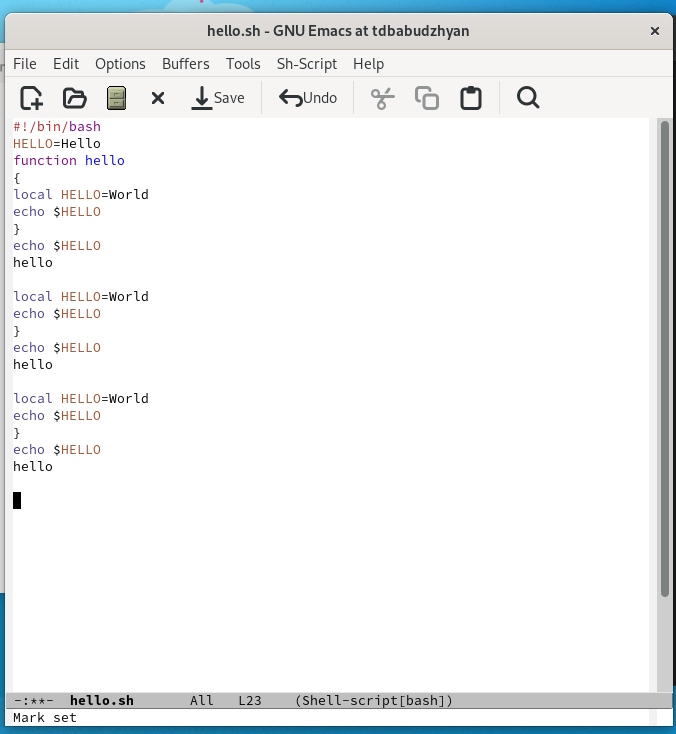 hello.sh - GNU Emacs at tdbabudzhyan
File Edit Options Buffers Tools Sh-Script Help
Save Undo
#!/bin/bash
HELLO=Hello
function hello
{
local HELLO=World
echo $HELLO
}
echo $HELLO
hello

local HELLO=World
echo $HELLO
}
echo $HELLO
hello

local HELLO=World
echo $HELLO
}
echo $HELLO
hello

-:**- hello.sh All L23 (Shell-script[bash])
Mark set